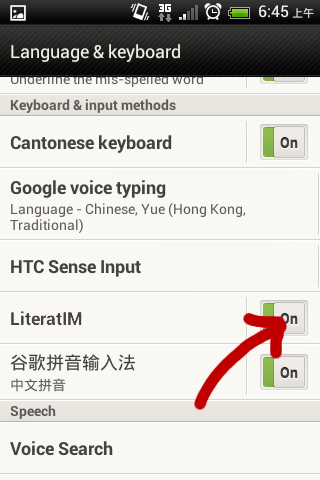 3G
6:45 上午
Language & keyboard
Underline the mis-spelled word
Keyboard & input methods
Cantonese keyboard
On
Google voice typing
Language - Chinese, Yue (Hong Kong,
Traditional)
HTC Sense Input
LiteratIM
On
谷歌拼音输入法
中文拼音
On
Speech
Voice Search